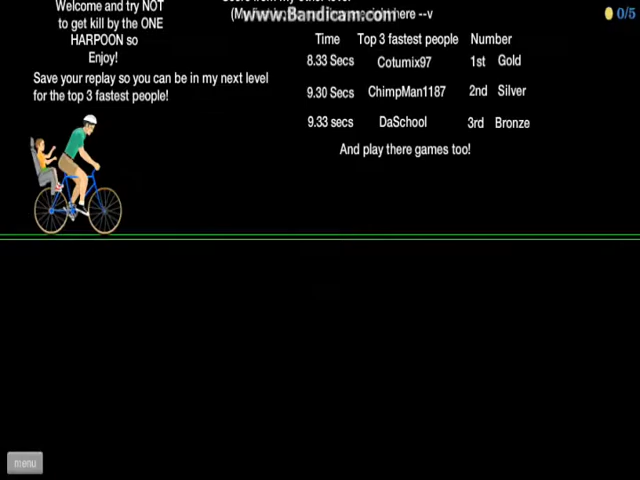 Welcome and try NOT
to get kill by the ONE
HARPOON so
Enjoy!
Save your replay so you can be in my next level
for the top 3 fastest people!
www.Bandicam.com
here --v
0/5
Time Top 3 fastest people Number
8.33 Secs Cotumix97 1st Gold
9.30 Secs ChimpMan1187 2nd Silver
9.33 secs DaSchool 3rd Bronze
And play there games too!
menu